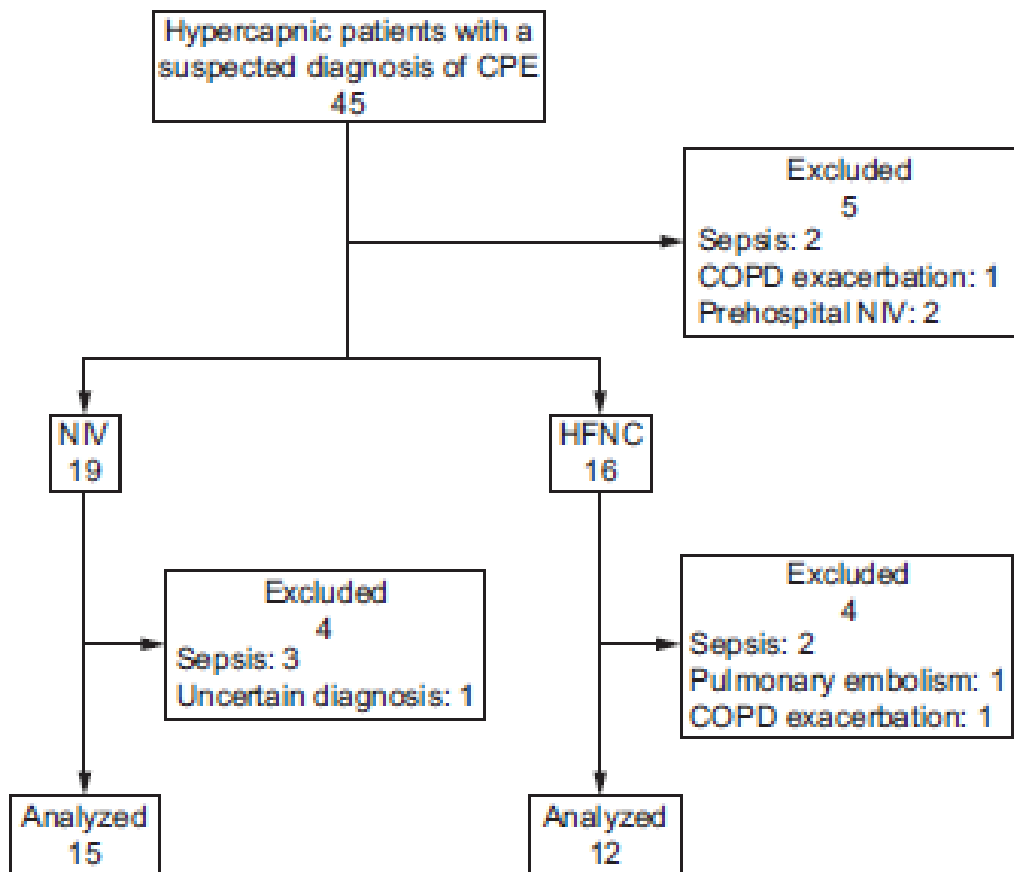 Hypercapnic patients with a
suspected diagnosis of CPE
45
Excluded
5
Sepsis: 2
COPD exacerbation: 1
Prehospital NIV: 2
NIV
19
HFNC
16
Excluded
4
Sepsis: 3
Uncertain diagnosis: 1
Excluded
4
Sepsis: 2
Pulmonary embolism: 1
COPD exacerbation: 1
Analyzed
15
Analyzed
12